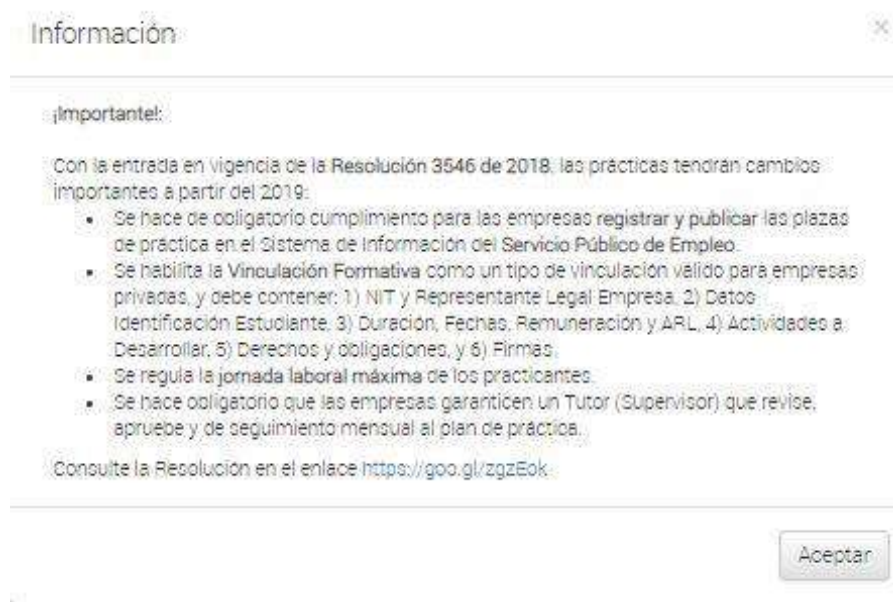 Información
×
¡Importante!:
Con la entrada en vigencia de la Resolución 3546 de 2018, las prácticas tendrán cambios
importantes a partir del 2019:
• Se hace de obligatorio cumplimiento para las empresas registrar y publicar las plazas
de práctica en el Sistema de Información del Servicio Público de Empleo.
• Se habilita la Vinculación Formativa como un tipo de vinculación valido para empresas
privadas, y debe contener: 1) NIT y Representante Legal Empresa, 2) Datos
Identificación Estudiante, 3) Duración, Fechas, Remuneración y ARL, 4) Actividades a
Desarrollar, 5) Derechos y obligaciones, y 6) Firmas.
• Se regula la jornada laboral máxima de los practicantes.
• Se hace obligatorio que las empresas garanticen un Tutor (Supervisor) que revise,
apruebe y de seguimiento mensual al plan de práctica.
Consulte la Resolución en el enlace https://goo.gl/zgzEok
Aceptar